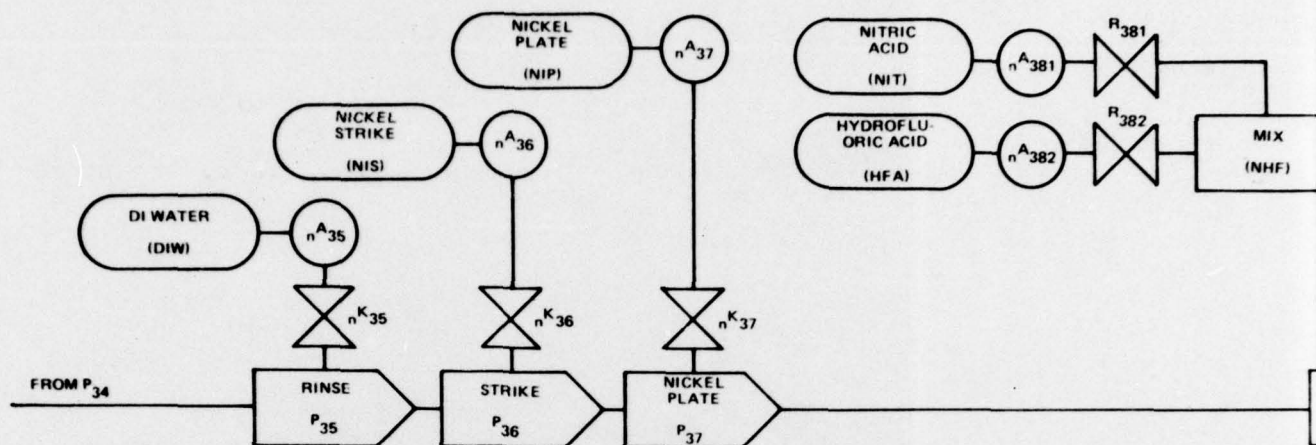 NICKEL
PLATE
(NIP)
nA37
NITRIC
ACID
(NIT)
nA381
R381
NICKEL
STRIKE
(NIS)
nA36
HYDROFLU-
ORIC ACID
(HFA)
nA382
R382
MIX
(NHF)
DI WATER
(DIW)
nA35
nK35
nK36
nK37
FROM P34
RINSE
P35
STRIKE
P36
NICKEL
PLATE
P37